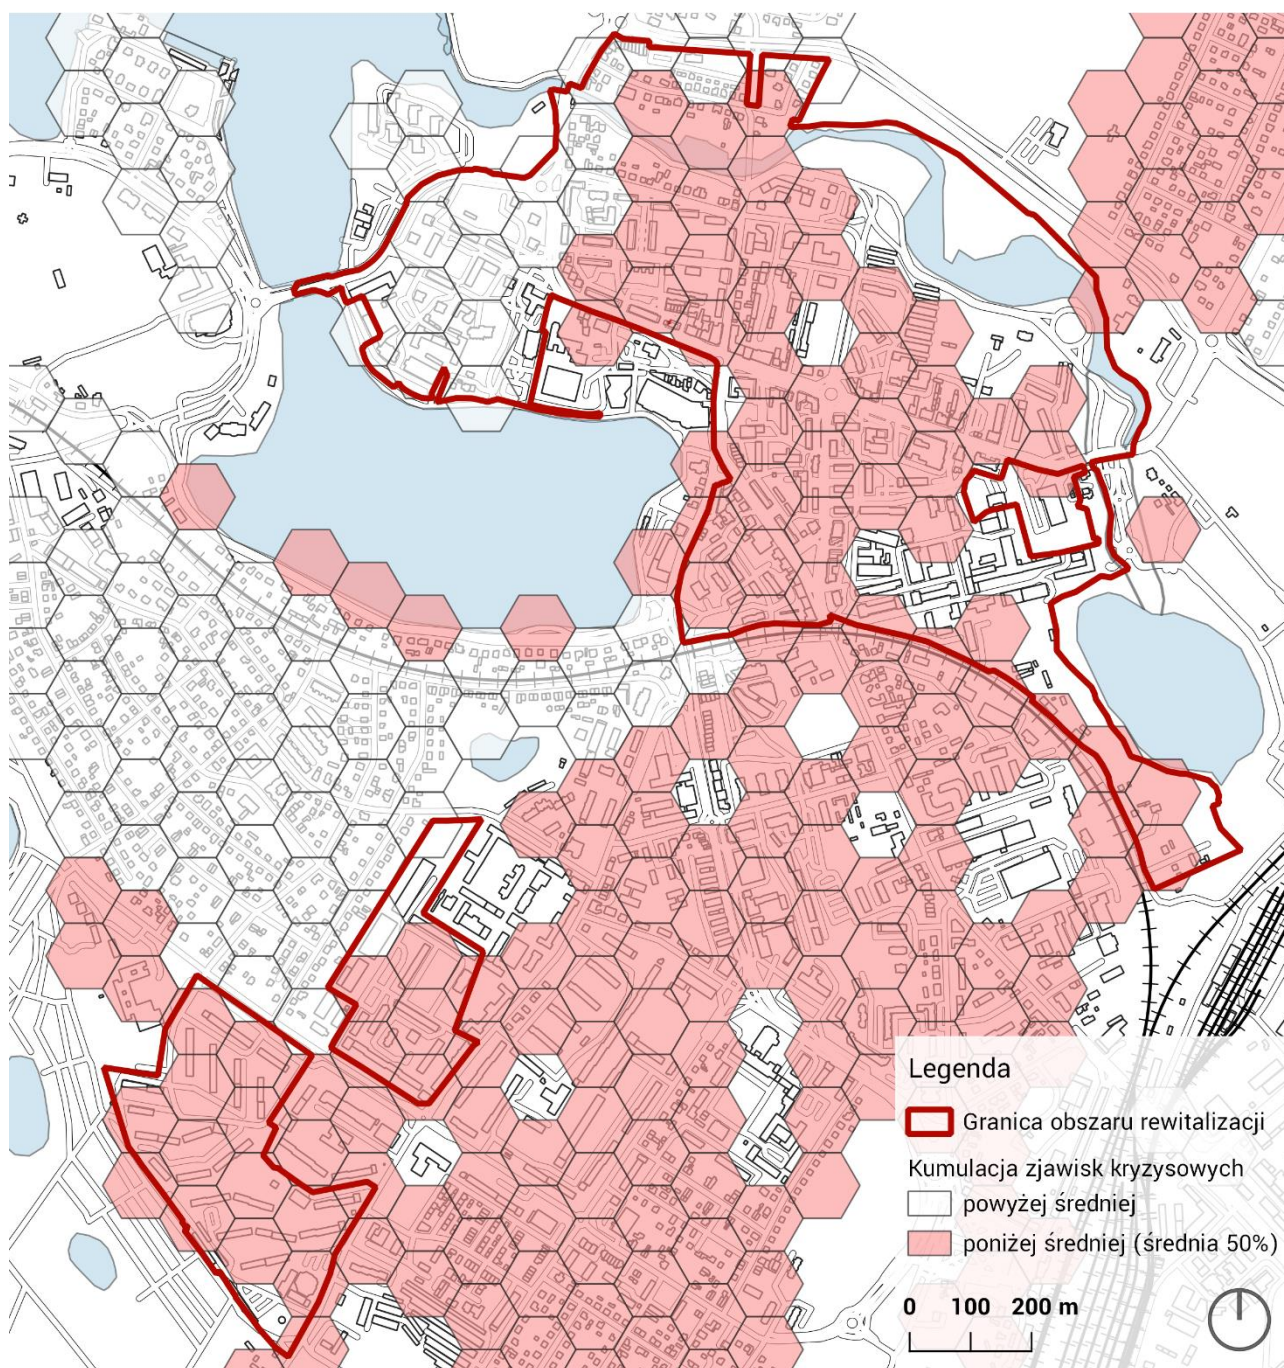 Legenda
Granica obszaru rewitalizacji
Kumulacja zjawisk kryzysowych
powyżej średniej
poniżej średniej (średnia 50%)
0 100 200 m